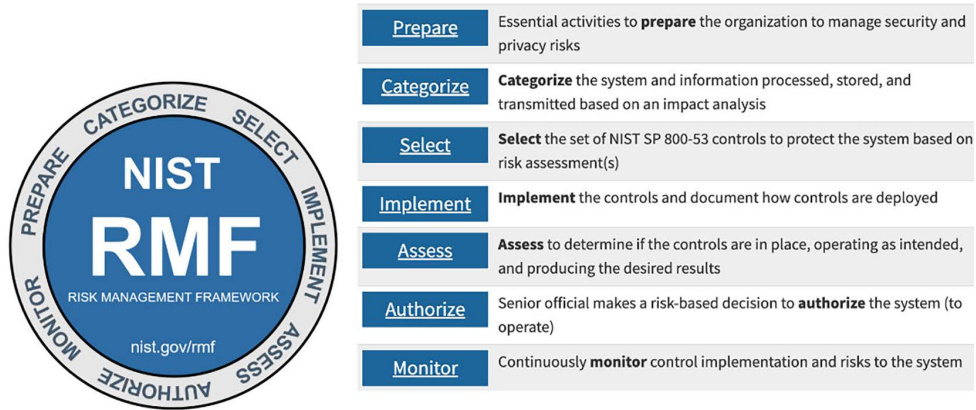 PREPARE
CATEGORIZE
SELECT
IMPLEMENT
ASSESS
AUTHORIZE
MONITOR
NIST
RMF
RISK MANAGEMENT FRAMEWORK
nist.gov/rmf
Prepare
Essential activities to prepare the organization to manage security and
privacy risks
Categorize
Categorize the system and information processed, stored, and
transmitted based on an impact analysis
Select
Select the set of NIST SP 800-53 controls to protect the system based on
risk assessment(s)
Implement
Implement the controls and document how controls are deployed
Assess
Assess to determine if the controls are in place, operating as intended,
and producing the desired results
Authorize
Senior official makes a risk-based decision to authorize the system (to
operate)
Monitor
Continuously monitor control implementation and risks to the system